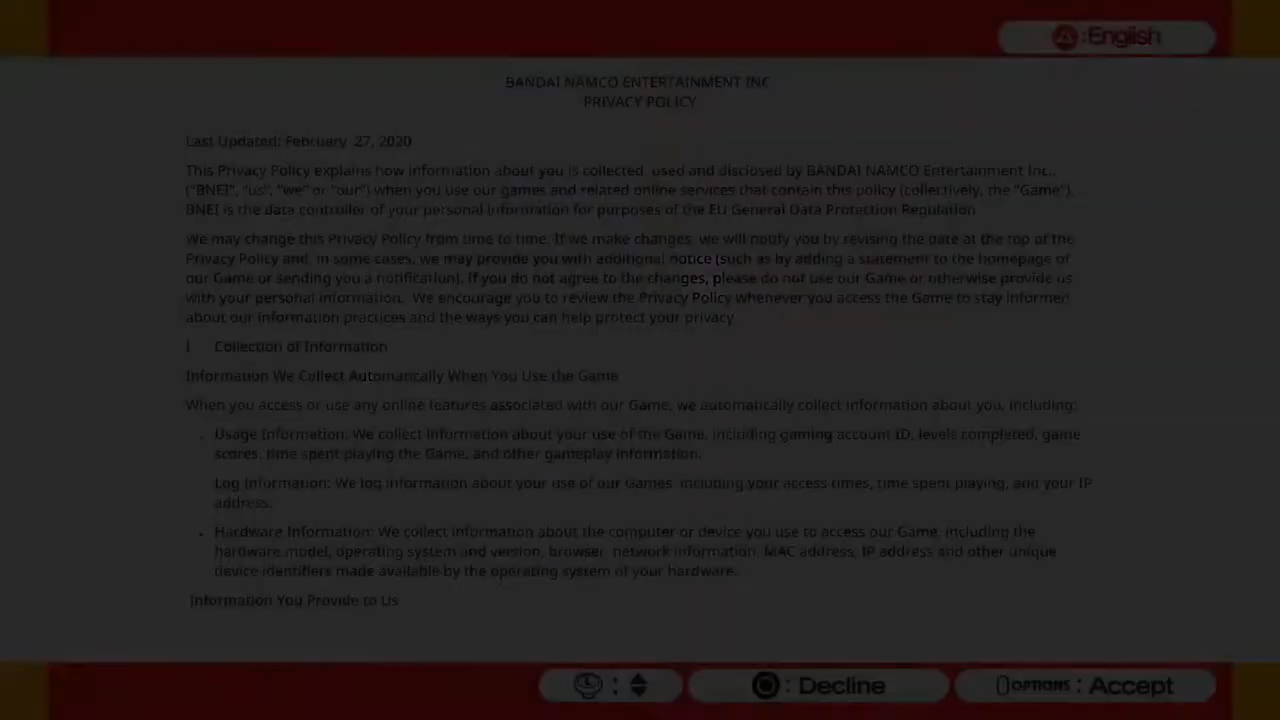 :English
BANDAI NAMCO ENTERTAINMENT INC
PRIVACY POLICY
Last Updated: February 27, 2020
This Privacy Policy explains how information about you is collected, used and disclosed by BANDAI NAMCO Entertainment Inc.,
("BNEI", "us", "we" or "our") when you use our games and related online services that contain this policy (collectively, the "Game").
BNEI is the data controller of your personal information for purposes of the EU General Data Protection Regulation.
We may change this Privacy Policy from time to time. If we make changes, we will notify you by revising the date at the top of the
Privacy Policy and, in some cases, we may provide you with additional notice (such as by adding a statement to the homepage of
our Game or sending you a notification). If you do not agree to the changes, please do not use our Game or otherwise provide us
with your personal information. We encourage you to review the Privacy Policy whenever you access the Game to stay informed
about our information practices and the ways you can help protect your privacy.
I Collection of Information
Information We Collect Automatically When You Use the Game
When you access or use any online features associated with our Game, we automatically collect information about you, including:
· Usage Information: We collect information about your use of the Game, including gaming account ID, levels completed, game
scores, time spent playing the Game, and other gameplay information.
Log Information: We log information about your use of our Games, including your access times, time spent playing, and your IP
address.
· Hardware Information: We collect information about the computer or device you use to access our Game, including the
hardware model, operating system and version, browser, network information, MAC address, IP address and other unique
device identifiers made available by the operating system of your hardware.
Information You Provide to Us
: Decline
OPTIONS : Accept